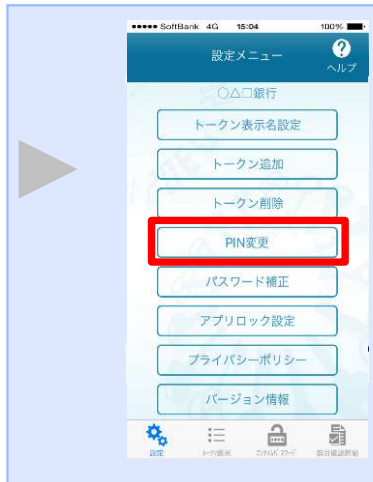 ●●●●● SoftBank 4G 15:04 100%
設定メニュー
?
ヘルプ
○△□銀行
トークン表示名設定
トークン追加
トークン削除
PIN変更
パスワード補正
アプリロック設定
プライバシーポリシー
バージョン情報
設定